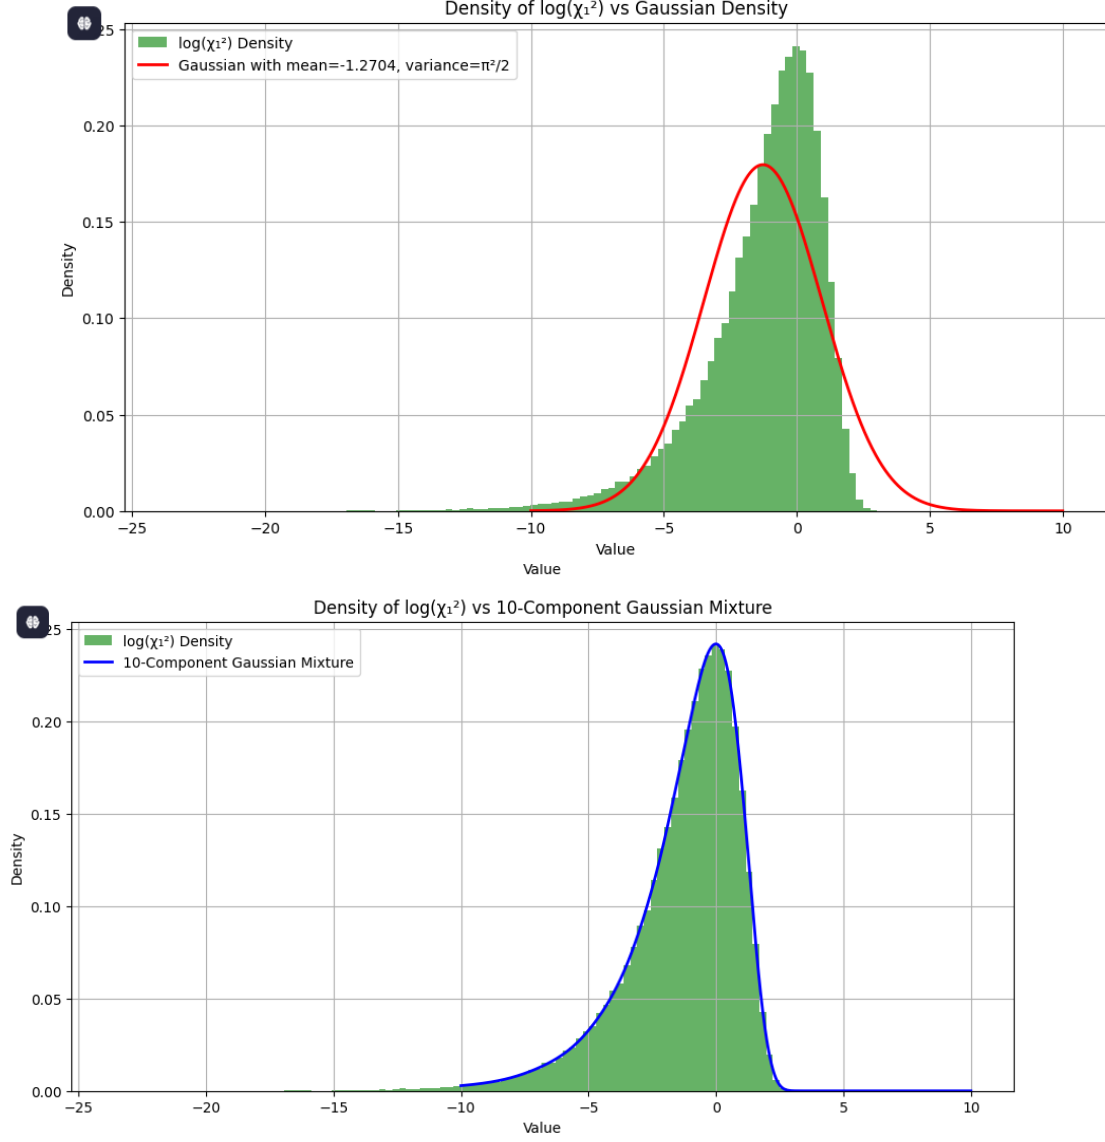 Density of log(χ₁²) vs Gaussian Density
log(χ₁²) Density
Gaussian with mean=-1.2704, variance=π²/2
0.25
0.20
0.15
0.10
0.05
0.00
Density
−25 −20 −15 −10 −5 0 5 10
Value
Value
Density of log(χ₁²) vs 10-Component Gaussian Mixture
log(χ₁²) Density
10-Component Gaussian Mixture
0.25
0.20
0.15
0.10
0.05
0.00
Density
−25 −20 −15 −10 −5 0 5 10
Value